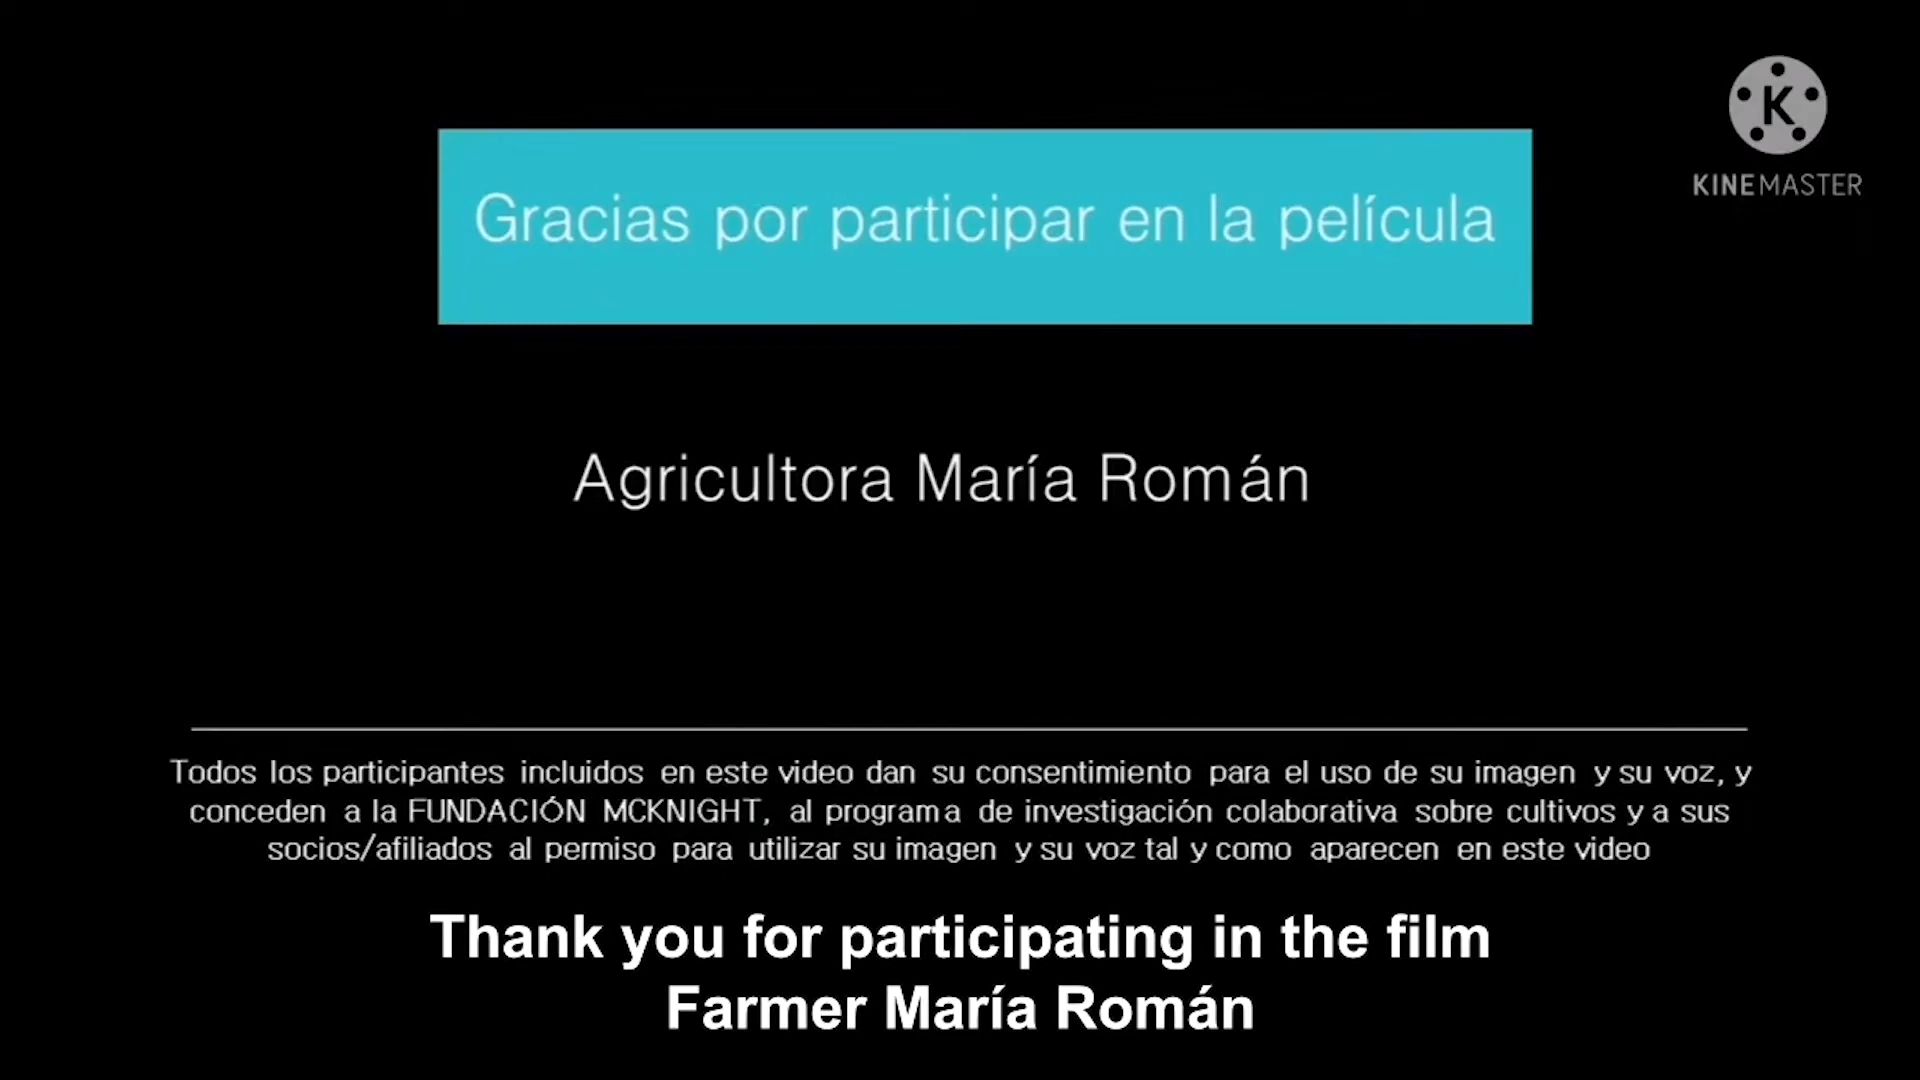 K
KINEMASTER
Gracias por participar en la película
Agricultora María Román
Todos los participantes incluidos en este video dan su consentimiento para el uso de su imagen y su voz, y
conceden a la FUNDACIÓN MCKNIGHT, al programa de investigación colaborativa sobre cultivos y a sus
socios/afiliados al permiso para utilizar su imagen y su voz tal y como aparecen en este video
Thank you for participating in the film
Farmer María Román